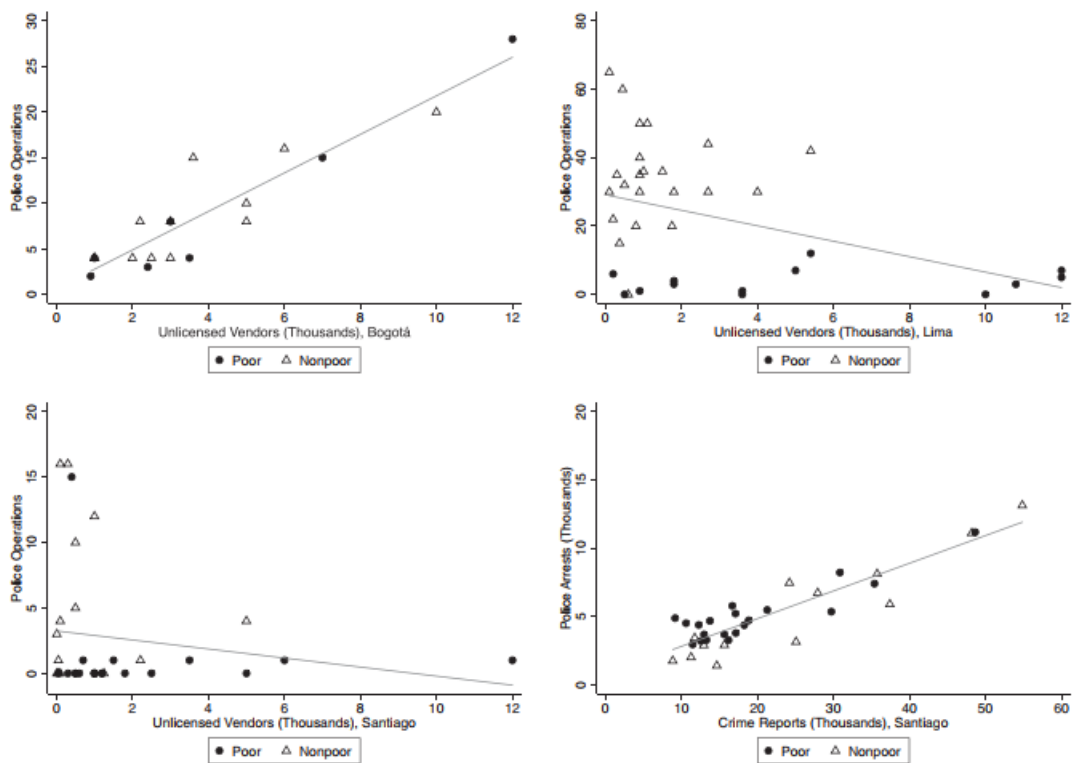 30
25
20
15
10
5
0
Police Operations
0 2 4 6 8 10 12
Unlicensed Vendors (Thousands), Bogotá
Poor Nonpoor
80
60
40
20
0
Police Operations
0 2 4 6 8 10 12
Unlicensed Vendors (Thousands), Lima
Poor Nonpoor
20
15
10
5
0
Police Operations
0 2 4 6 8 10 12
Unlicensed Vendors (Thousands), Santiago
Poor Nonpoor
20
15
10
5
0
Police Arrests (Thousands)
0 10 20 30 40 50 60
Crime Reports (Thousands), Santiago
Poor Nonpoor